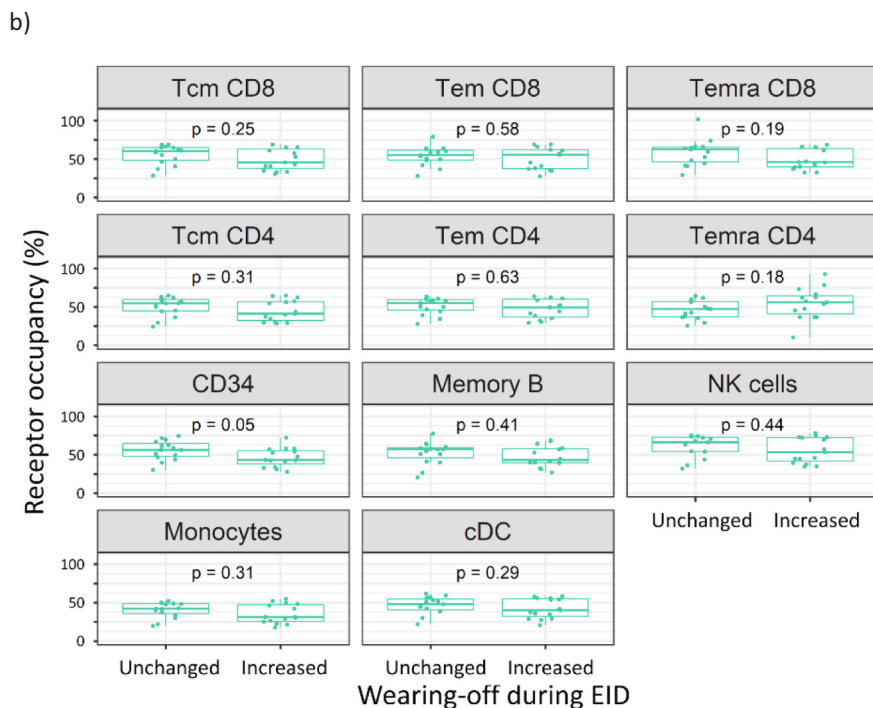 b)
Receptor occupancy (%)
Tcm CD8
Tem CD8
Temra CD8
100
50
0
p = 0.25
p = 0.58
p = 0.19
Tcm CD4
Tem CD4
Temra CD4
100
50
0
p = 0.31
p = 0.63
p = 0.18
CD34
Memory B
NK cells
100
50
0
p = 0.05
p = 0.41
p = 0.44
Unchanged Increased
Monocytes
cDC
100
50
0
p = 0.31
p = 0.29
Unchanged Increased
Unchanged Increased
Wearing-off during EID